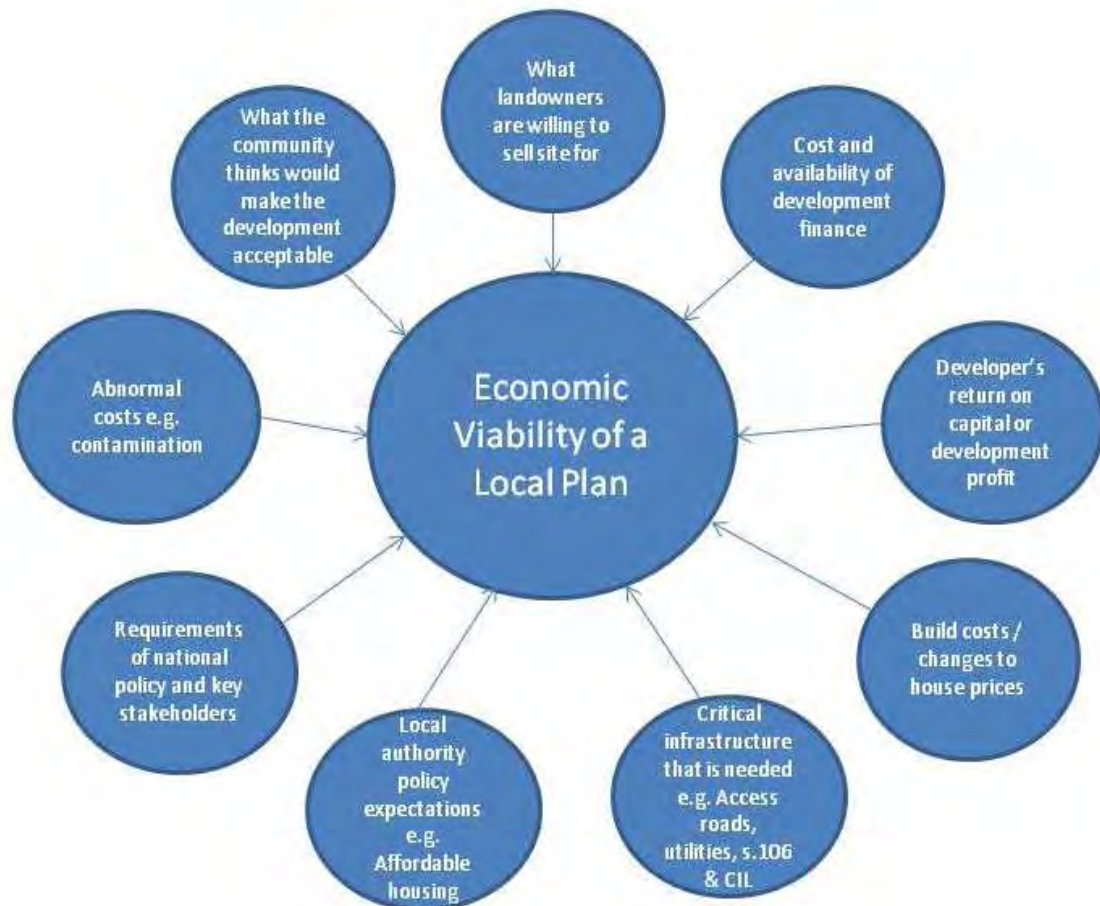 What
landowners
are willing to
sell site for
Cost and
availability of
development
finance
Developer's
return on
capital or
development
profit
Build costs /
changes to
house prices
Critical
infrastructure
that is needed
e.g. Access
roads,
utilities, s.106
& CIL
Local
authority
policy
expectations
e.g.
Affordable
housing
Requirements
of national
policy and key
stakeholders
Abnormal
costs e.g.
contamination
What the
community
thinks would
make the
development
acceptable
Economic
Viability of a
Local Plan